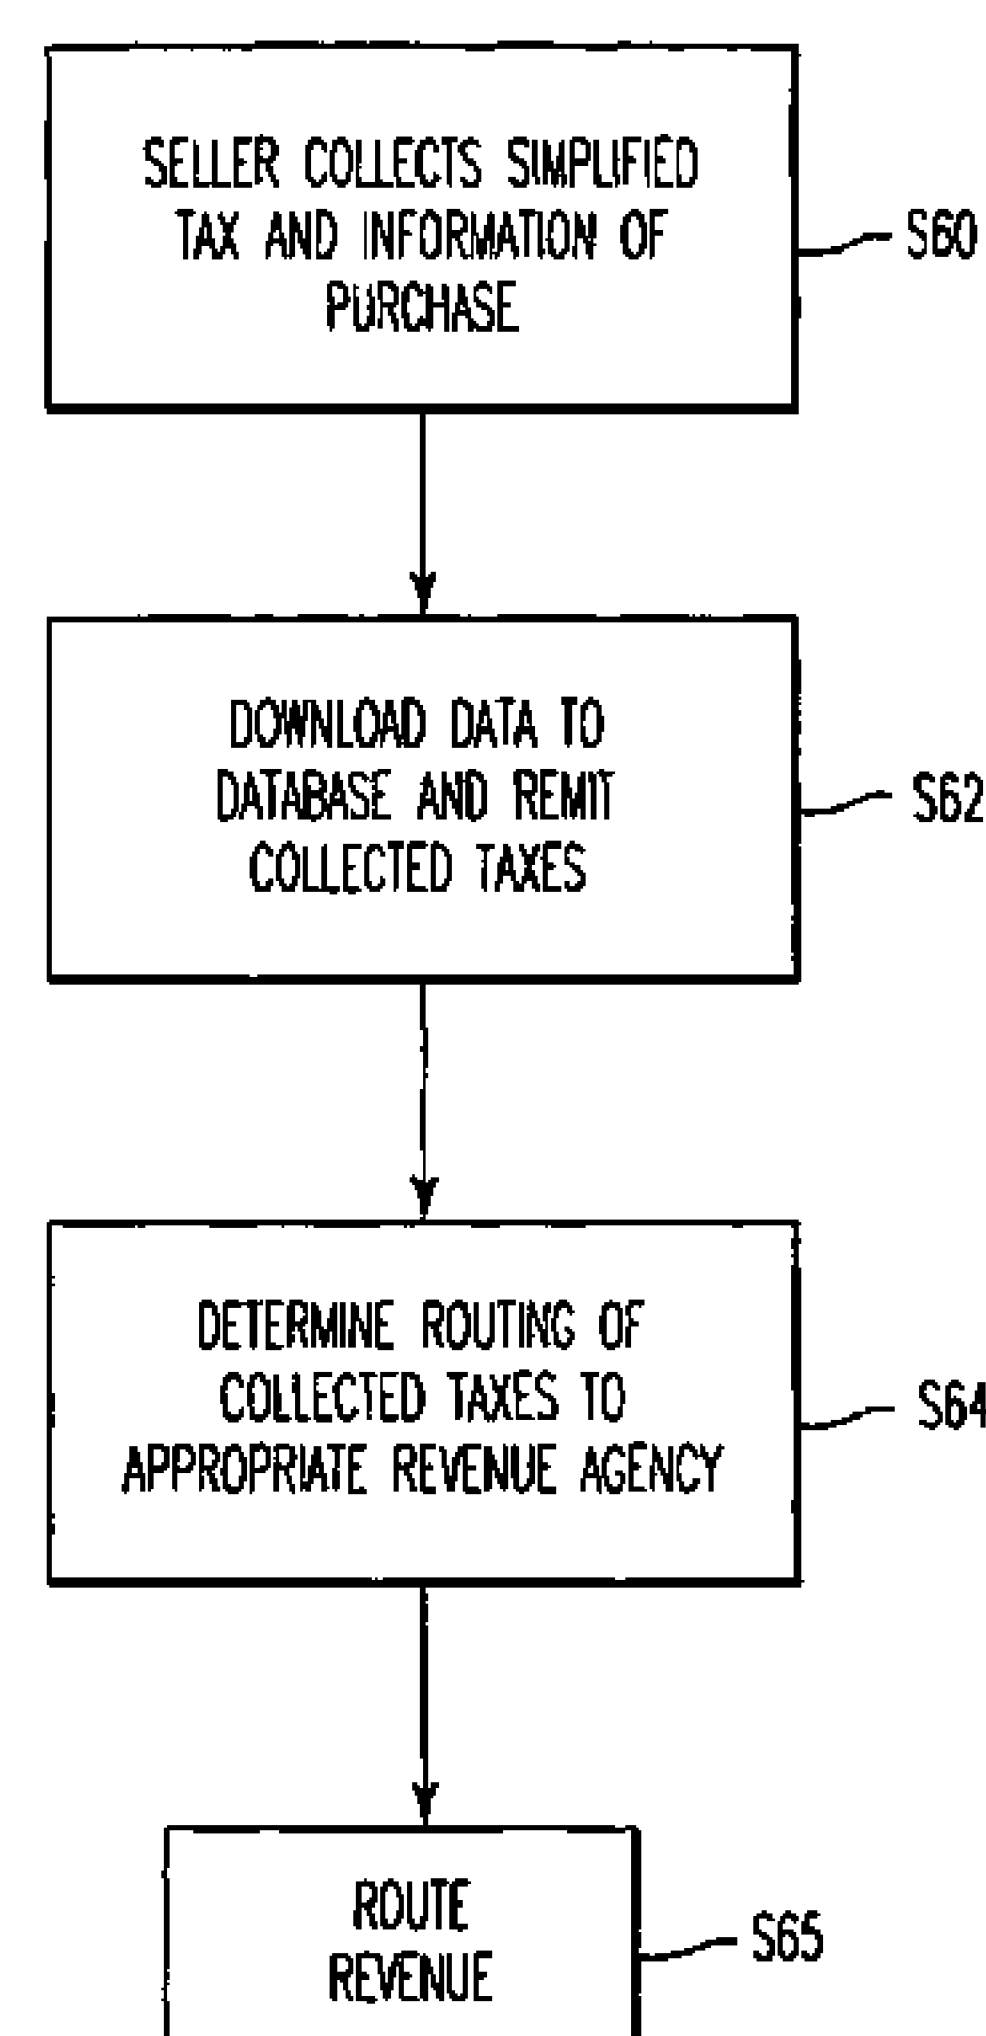 SELLER COLLECTS SIMPLIFIED
TAX AND INFORMATION OF
PURCHASE
S60
DOWNLOAD DATA TO
DATABASE AND REMIT
COLLECTED TAXES
S62
DETERMINE ROUTING OF
COLLECTED TAXES TO
APPROPRIATE REVENUE AGENCY
S64
ROUTE
REVENUE
S65